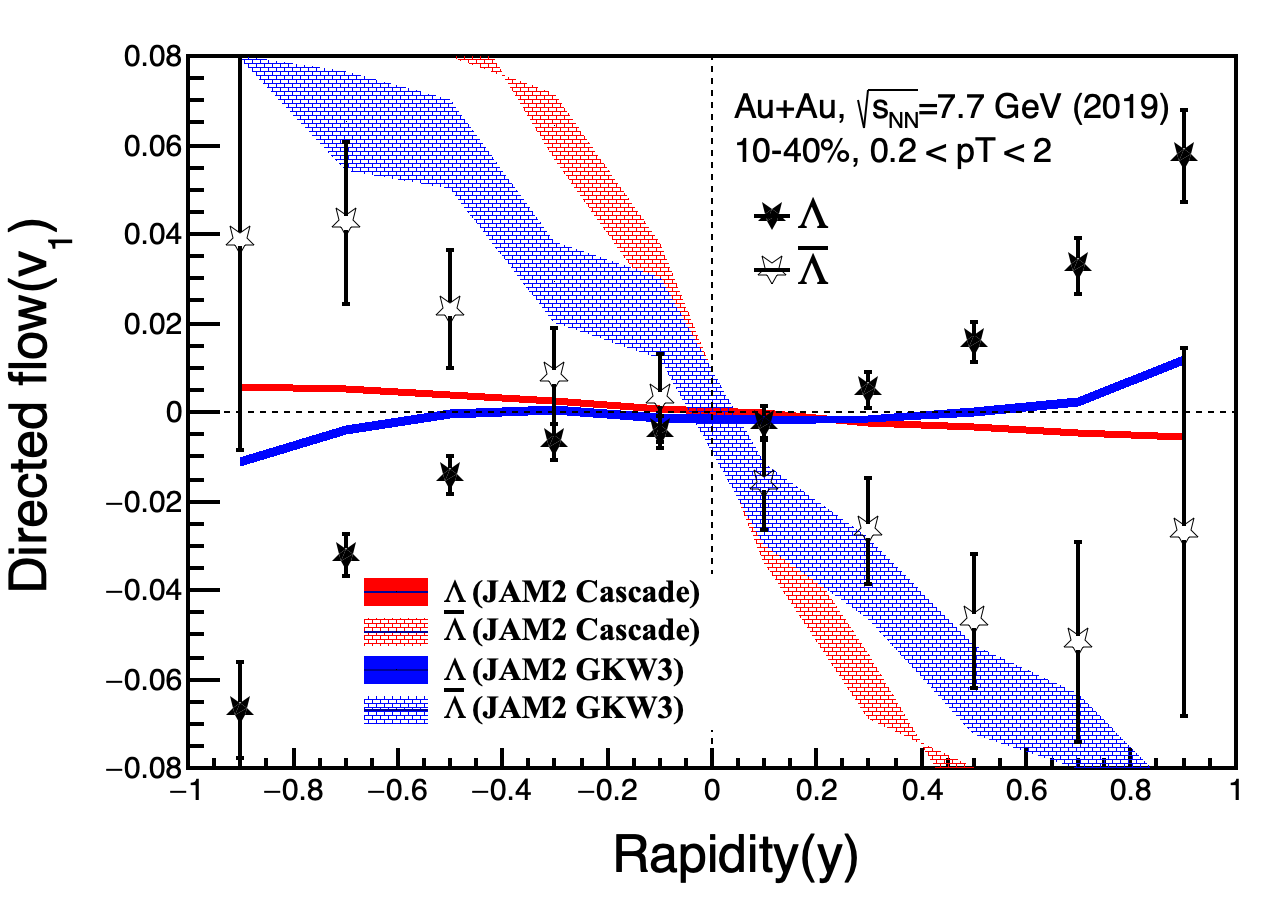 Au+Au, √sNN=7.7 GeV (2019)
10-40%, 0.2 < pT < 2
Λ
Λ̅
Λ (JAM2 Cascade)
Λ̅ (JAM2 Cascade)
Λ (JAM2 GKW3)
Λ̅ (JAM2 GKW3)
Directed flow(v1)
0.08
0.06
0.04
0.02
0
−0.02
−0.04
−0.06
−0.08
−1 −0.8 −0.6 −0.4 −0.2 0 0.2 0.4 0.6 0.8 1
Rapidity(y)